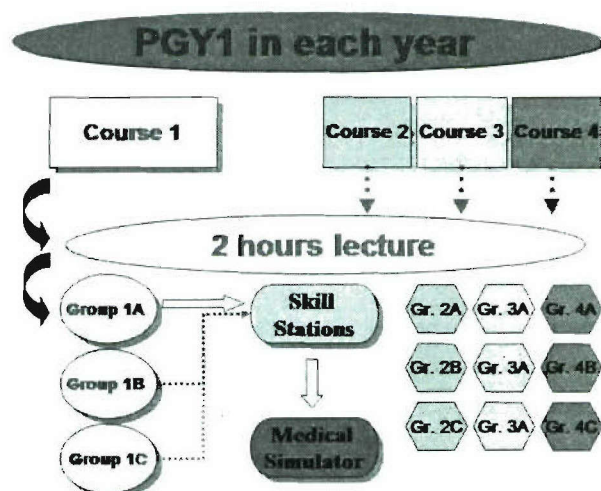 PGY1 in each year
Course 1
Course 2
Course 3
Course 4
2 hours lecture
Group 1A
Skill
Stations
Gr. 2A
Gr. 3A
Gr. 4A
Group 1B
Gr. 2B
Gr. 3A
Gr. 4B
Group 1C
Medical
Simulator
Gr. 2C
Gr. 3A
Gr. 4C